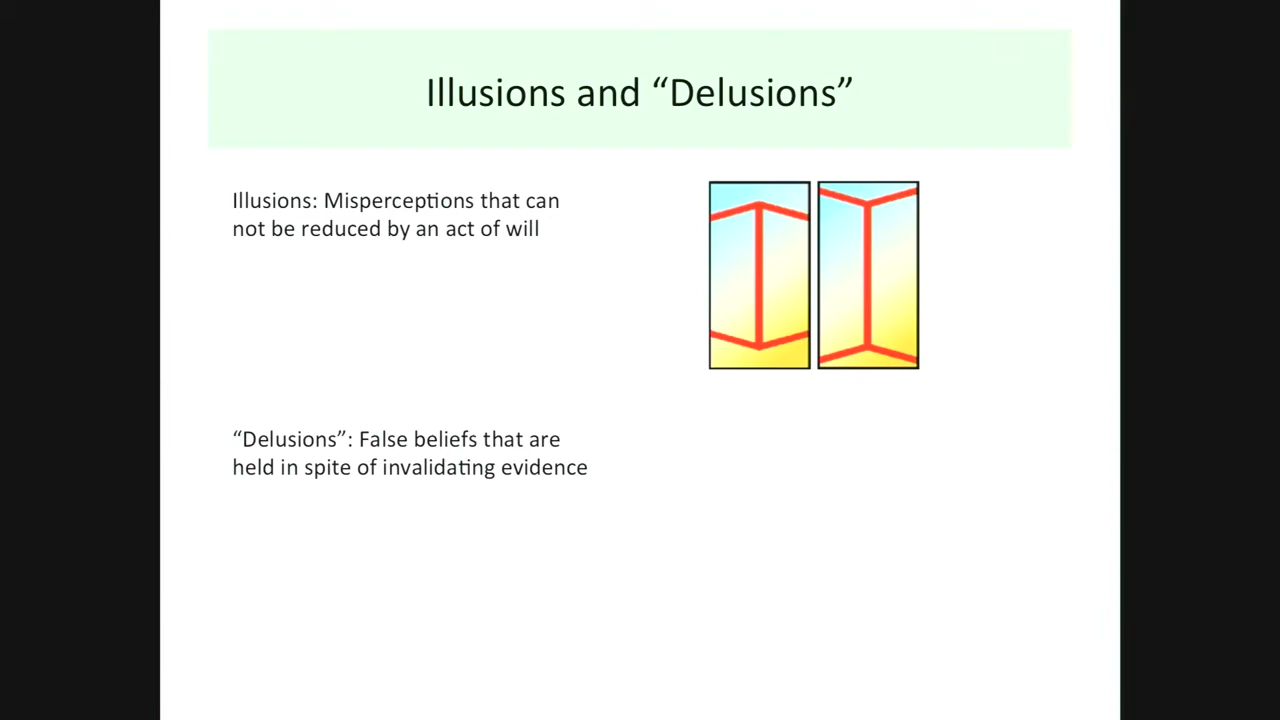 Illusions and “Delusions”
Illusions: Misperceptions that can
not be reduced by an act of will
“Delusions”: False beliefs that are
held in spite of invalidating evidence